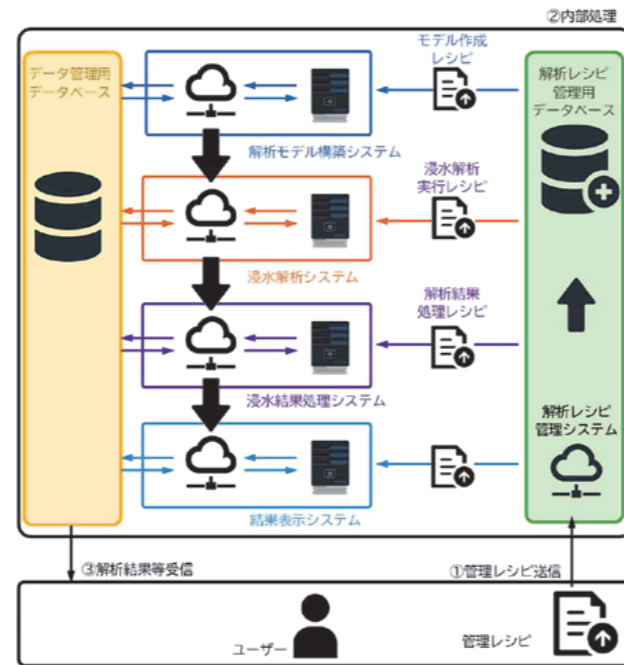 ②内部処理
データ管理用
データベース
モデル作成
レシピ
解析レシピ
管理用
データベース
解析モデル構築システム
浸水解析
実行レシピ
浸水解析システム
解析結果
処理レシピ
浸水結果処理システム
解析レシピ
管理システム
結果表示システム
③解析結果等受信
①管理レシピ送信
ユーザー
管理レシピ